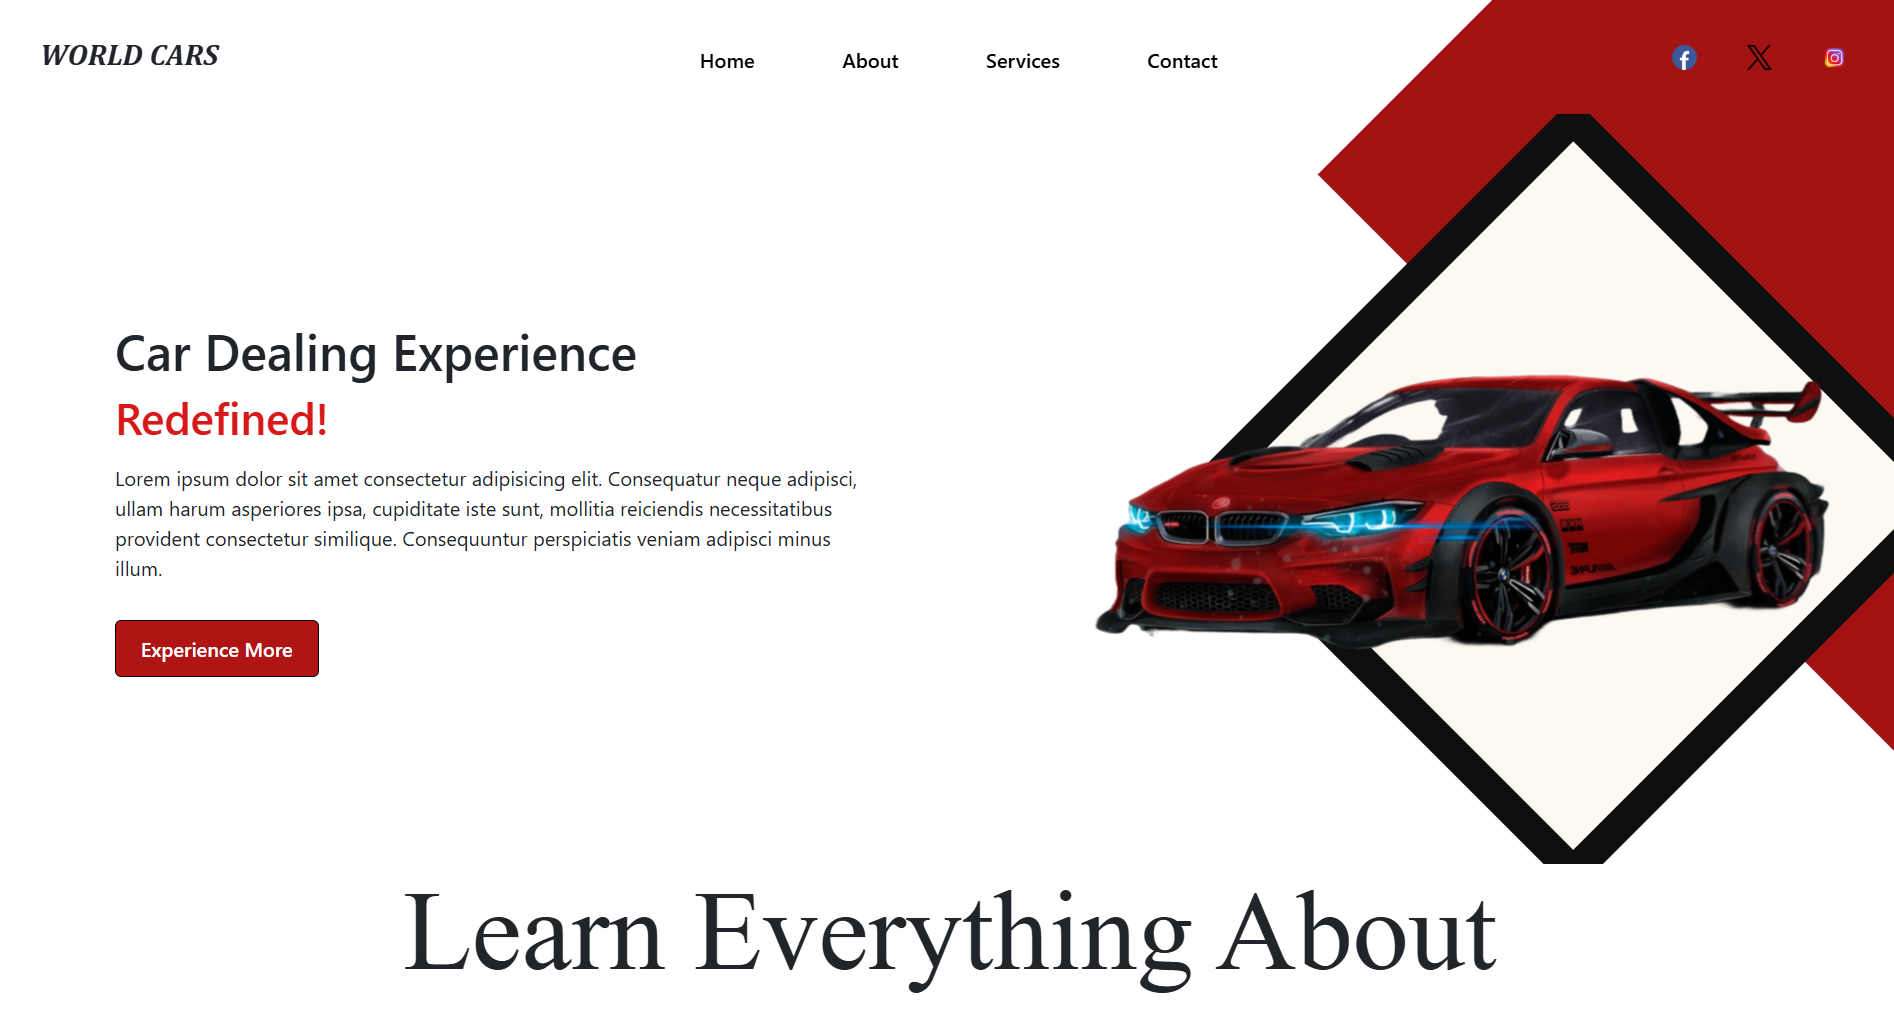 WORLD CARS
Home About Services Contact
Car Dealing Experience
Redefined!
Lorem ipsum dolor sit amet consectetur adipisicing elit. Consequatur neque adipisci,
ullam harum asperiores ipsa, cupiditate iste sunt, mollitia reiciendis necessitatibus
provident consectetur similique. Consequuntur perspiciatis veniam adipisci minus
illum.
Experience More
Learn Everything About